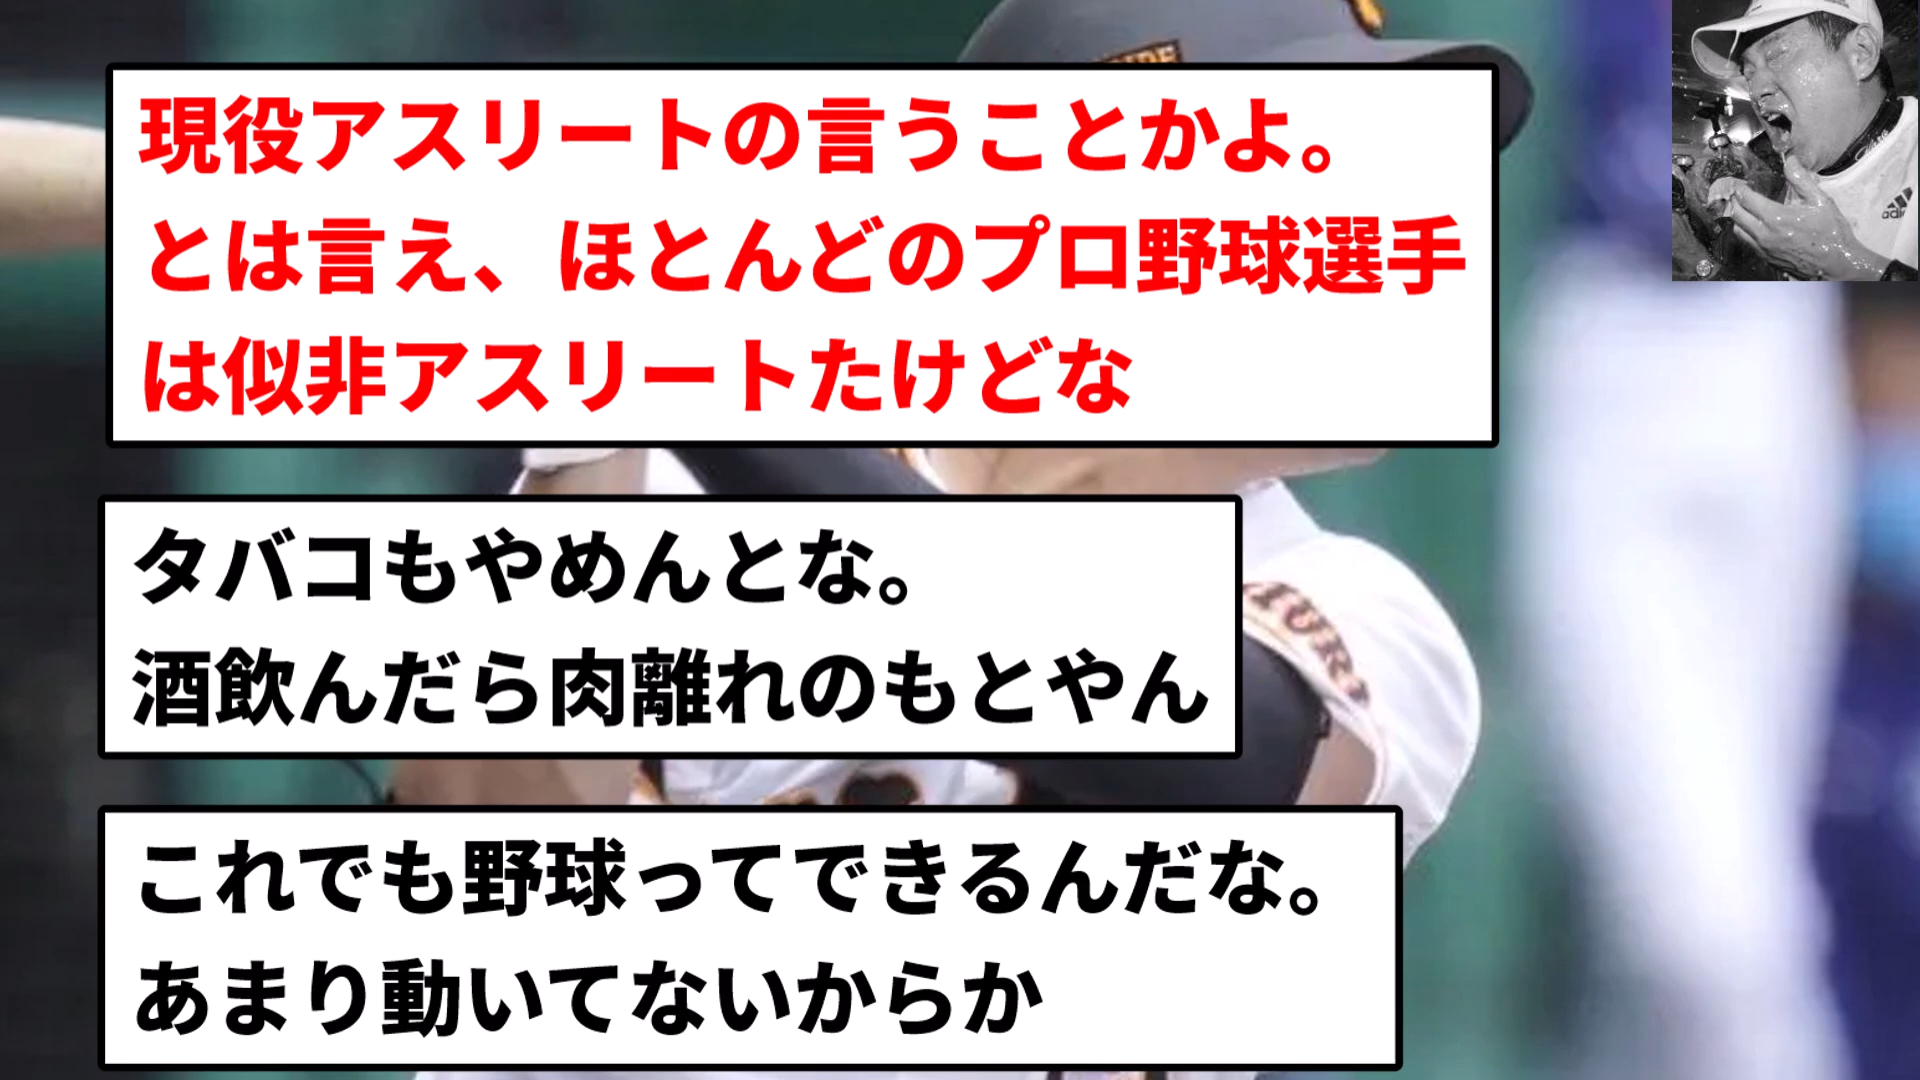 現役アスリートの言うことかよ。
とは言え、ほとんどのプロ野球選手
は似非アスリートたけどな
タバコもやめんとな。
酒飲んだら肉離れのもとやん
これでも野球ってできるんだな。
あまり動いてないからか